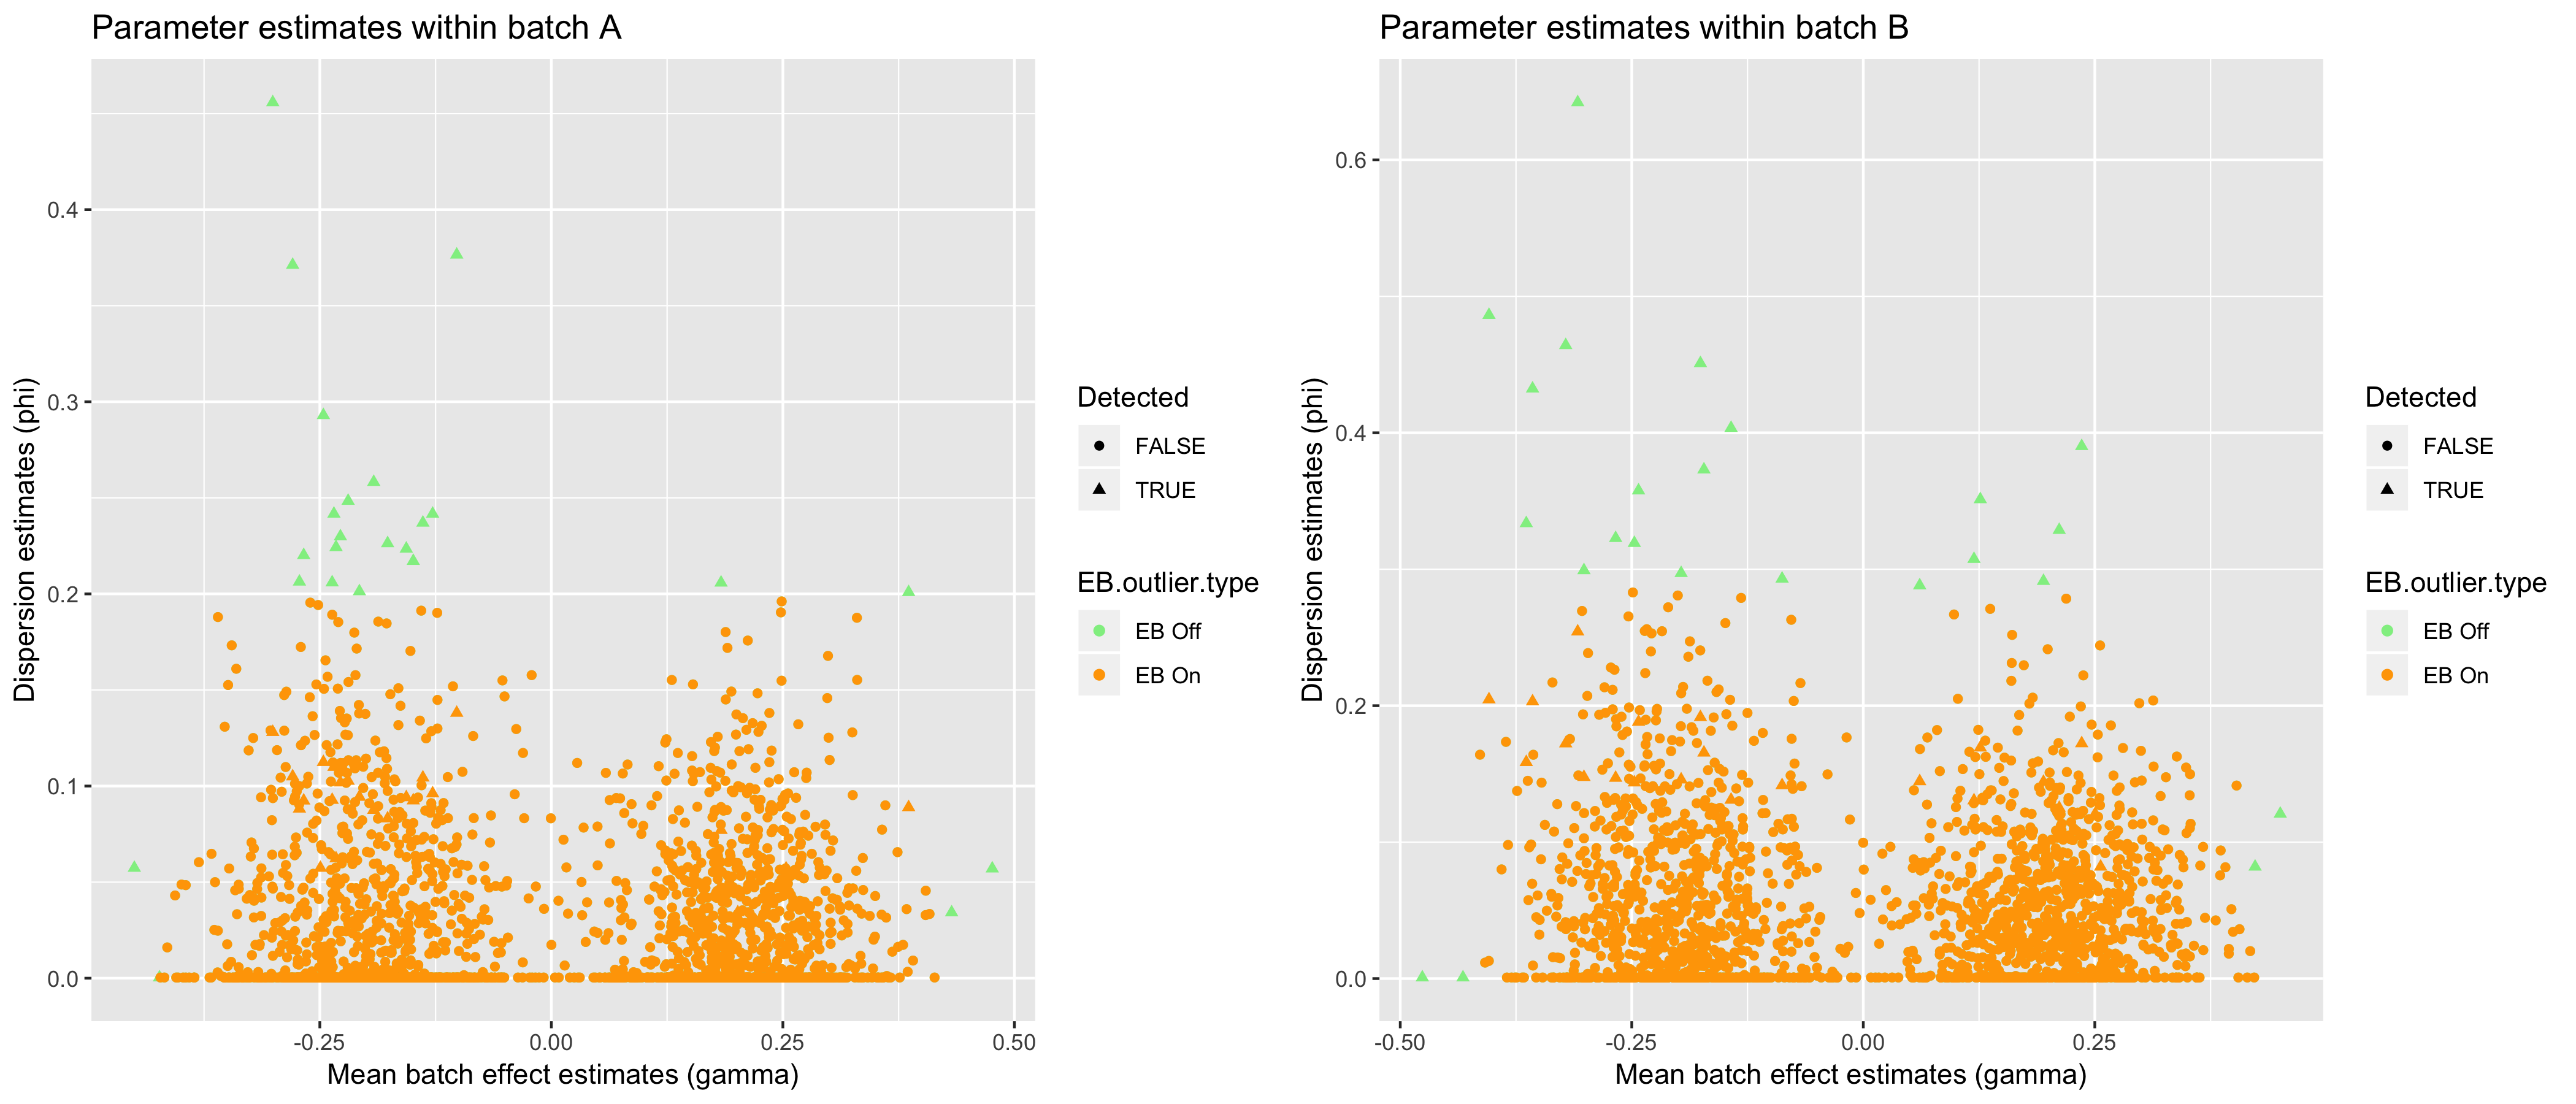 Parameter estimates within batch A
Dispersion estimates (phi)
0.4
0.3
0.2
0.1
0.0
-0.25
0.00
0.25
0.50
Mean batch effect estimates (gamma)
Detected
FALSE
TRUE
EB.outlier.type
EB Off
EB On
Parameter estimates within batch B
Dispersion estimates (phi)
0.6
0.4
0.2
0.0
-0.50
-0.25
0.00
0.25
Mean batch effect estimates (gamma)
Detected
FALSE
TRUE
EB.outlier.type
EB Off
EB On